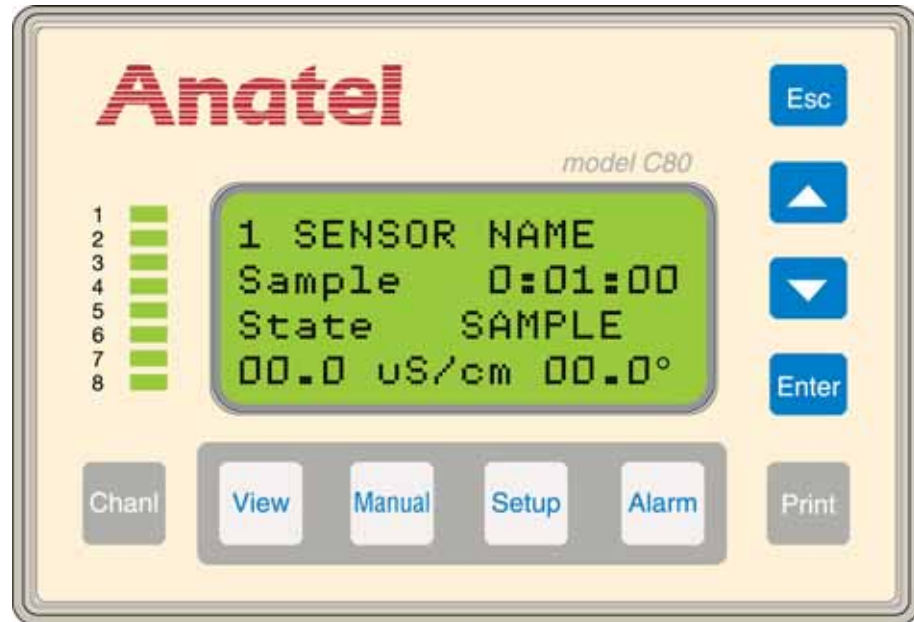 Anatel
Esc
model C80
1
2
3
4
5
6
7
8
1 SENSOR NAME
Sample 0:01:00
State SAMPLE
00.0 uS/cm 00.0°
Enter
Chanl
View
Manual
Setup
Alarm
Print